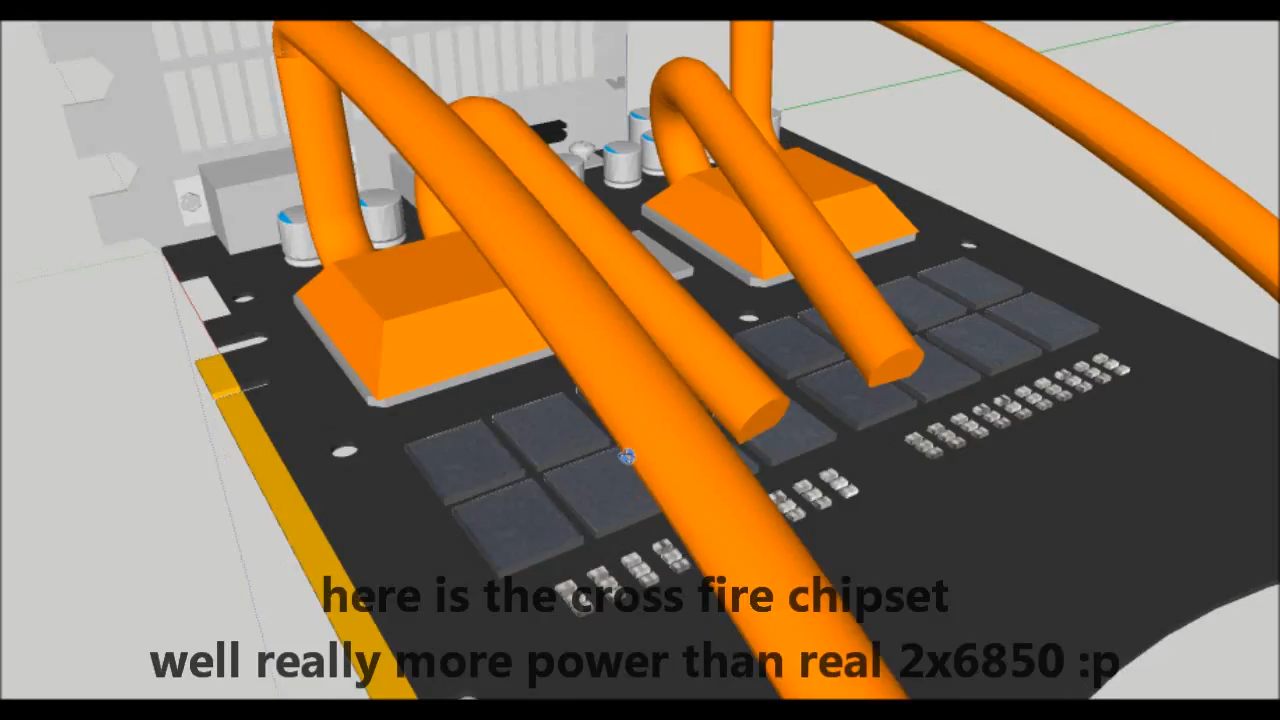 here is the cross fire chipset
well really more power than real 2x6850 :p